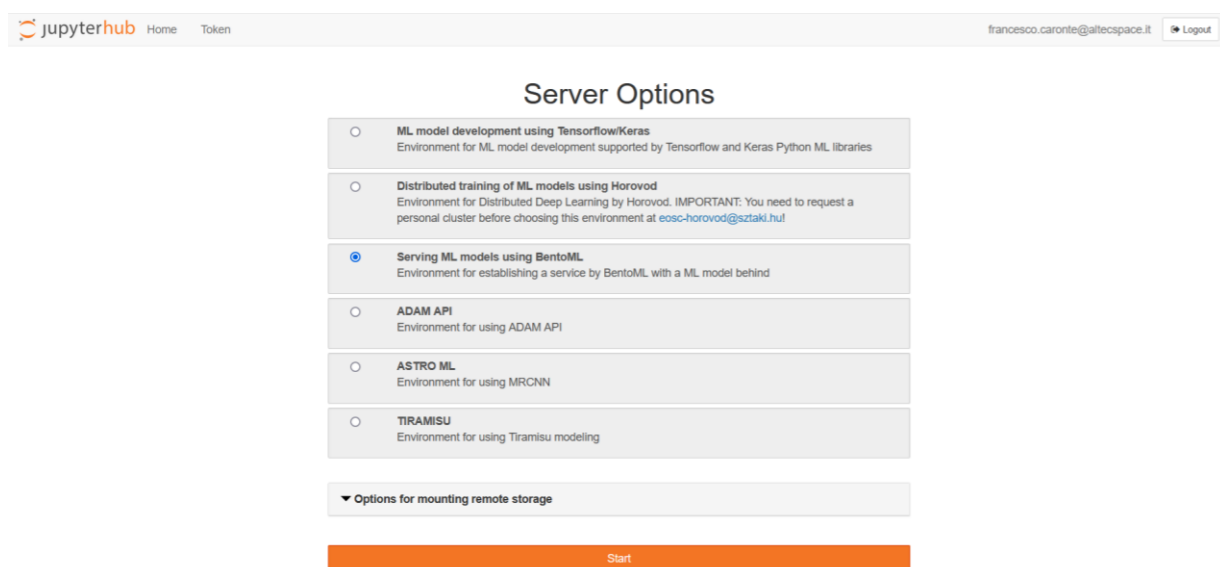 jupyterhub Home Token francesco.caronte@altecspace.it Logout
Server Options
ML model development using Tensorflow/Keras
Environment for ML model development supported by Tensorflow and Keras Python ML libraries
Distributed training of ML models using Horovod
Environment for Distributed Deep Learning by Horovod. IMPORTANT: You need to request a
personal cluster before choosing this environment at eosc-horovod@sztaki.hu!
Serving ML models using BentoML
Environment for establishing a service by BentoML with a ML model behind
ADAM API
Environment for using ADAM API
ASTRO ML
Environment for using MRCNN
TIRAMISU
Environment for using Tiramisu modeling
Options for mounting remote storage
Start